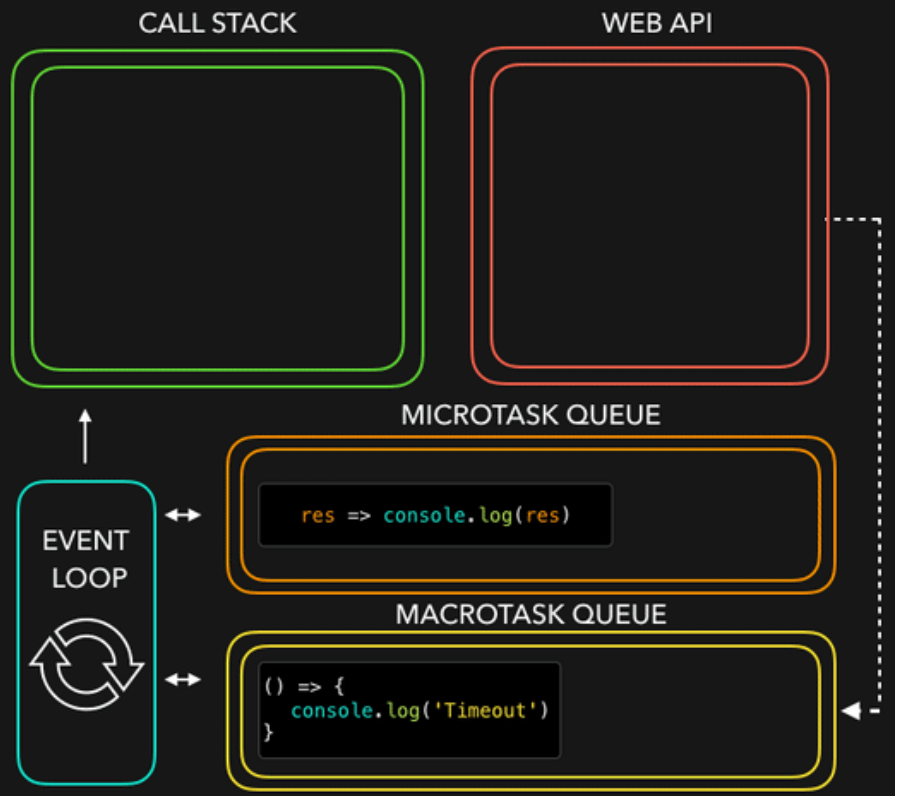 CALL STACK
WEB API
MICROTASK QUEUE
res => console.log(res)
EVENT
LOOP
MACROTASK QUEUE
() => {
console.log('Timeout')
}